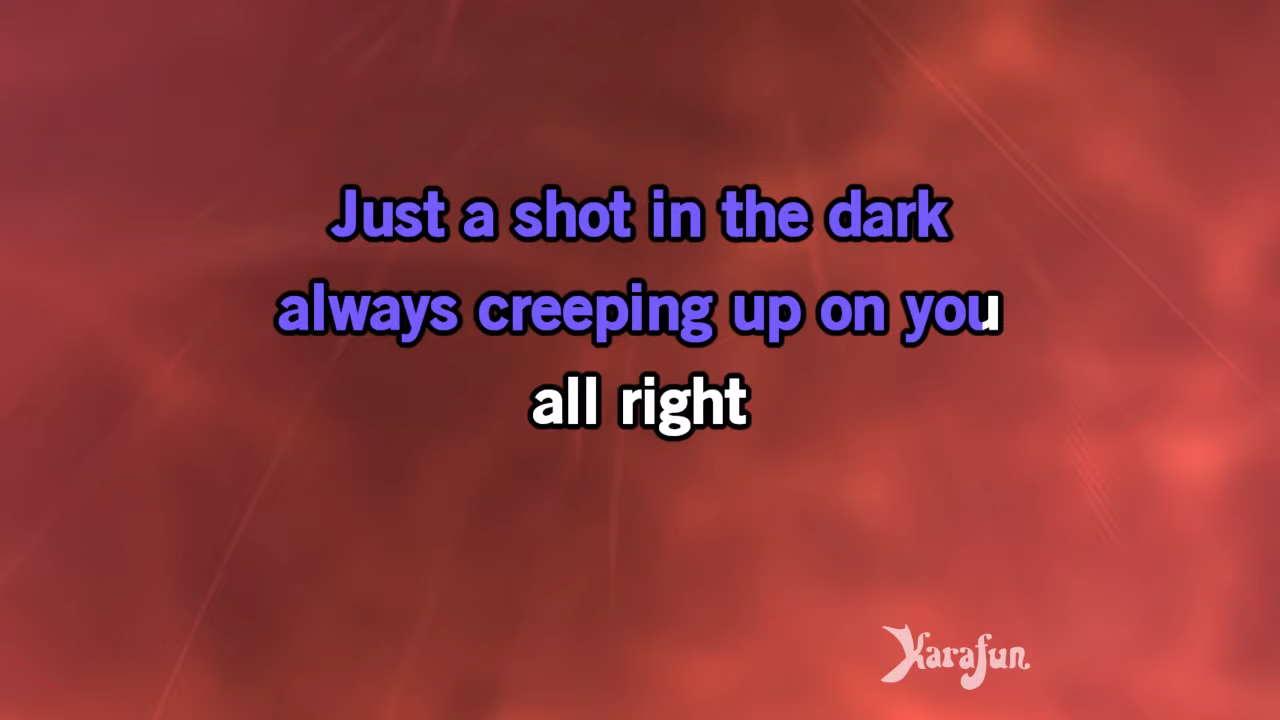 Just a shot in the dark
always creeping up on you
all right
Karafun